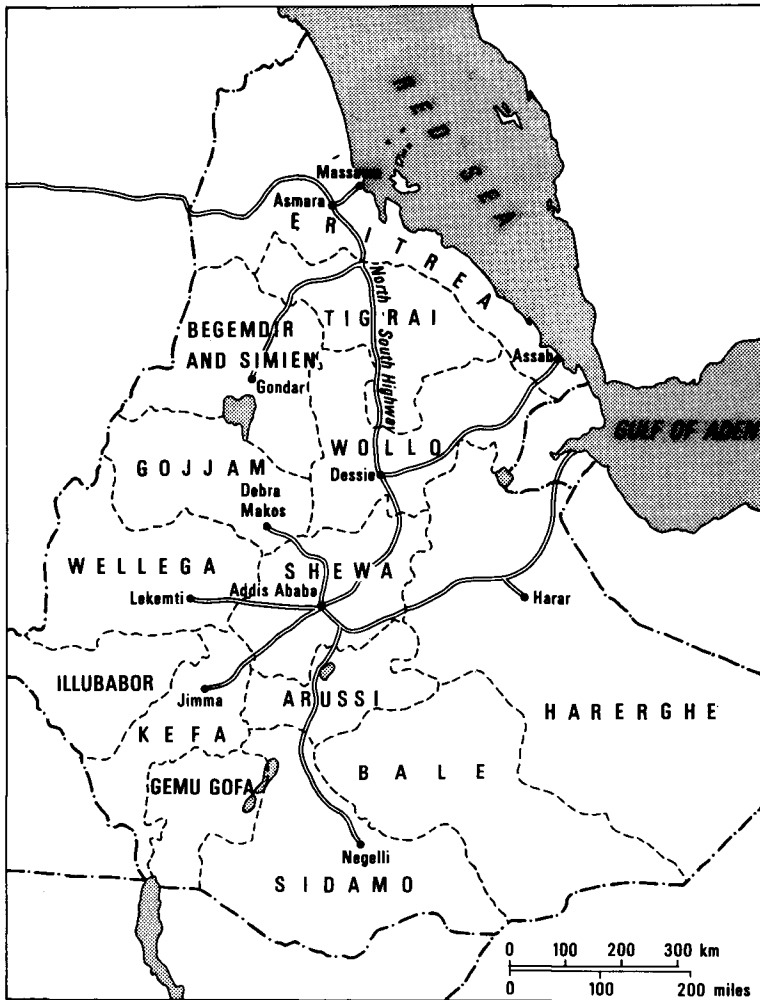 RED SEA
Massawa
Asmara
ERITREA
North South Highway
TIGRAI
BEGEMDIR
AND SIMIEN
Gondar
Assab
GULF OF ADEN
WOLLO
Dessie
GOJJAM
Debra
Makos
WELLEGA
SHEWA
Addis Ababa
Lekemti
Harar
ILLUBABOR
Jimma
ARUSSI
HARERGHE
KEFA
BALE
GEMU GOFA
Negelli
SIDAMO
0 100 200 300 km
0 100 200 miles